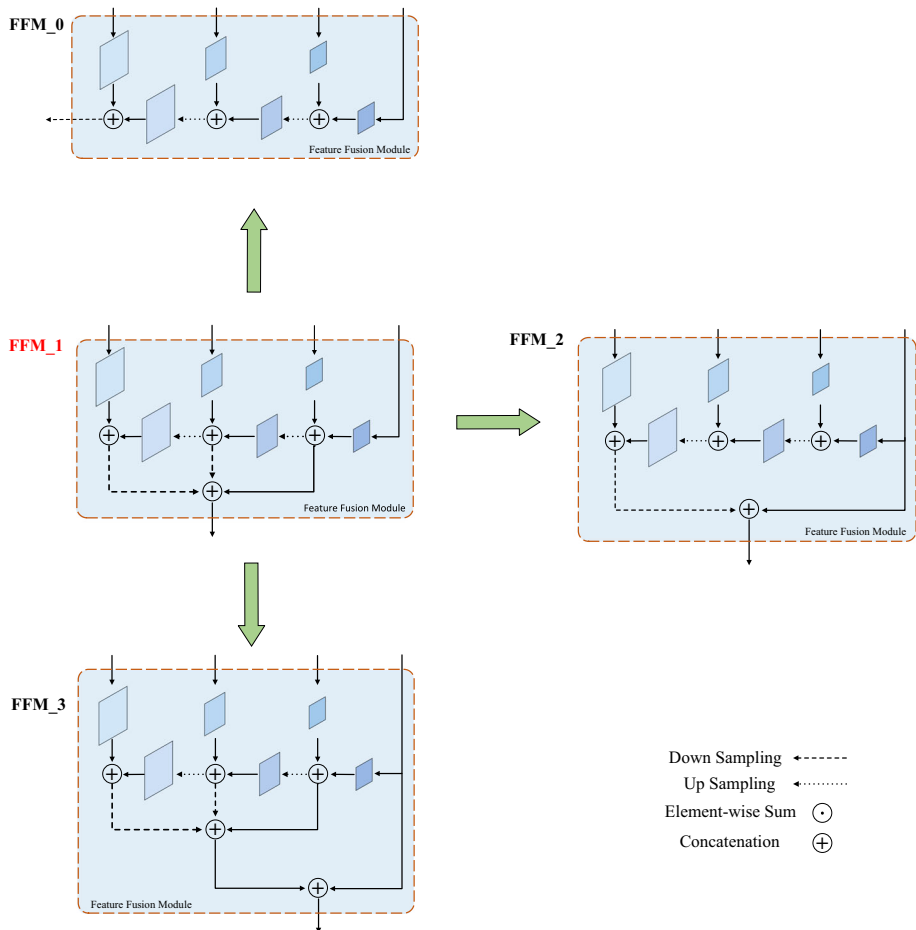 FFM_0
Feature Fusion Module
FFM_1
Feature Fusion Module
FFM_2
Feature Fusion Module
FFM_3
Feature Fusion Module
Down Sampling
Up Sampling
Element-wise Sum
Concatenation